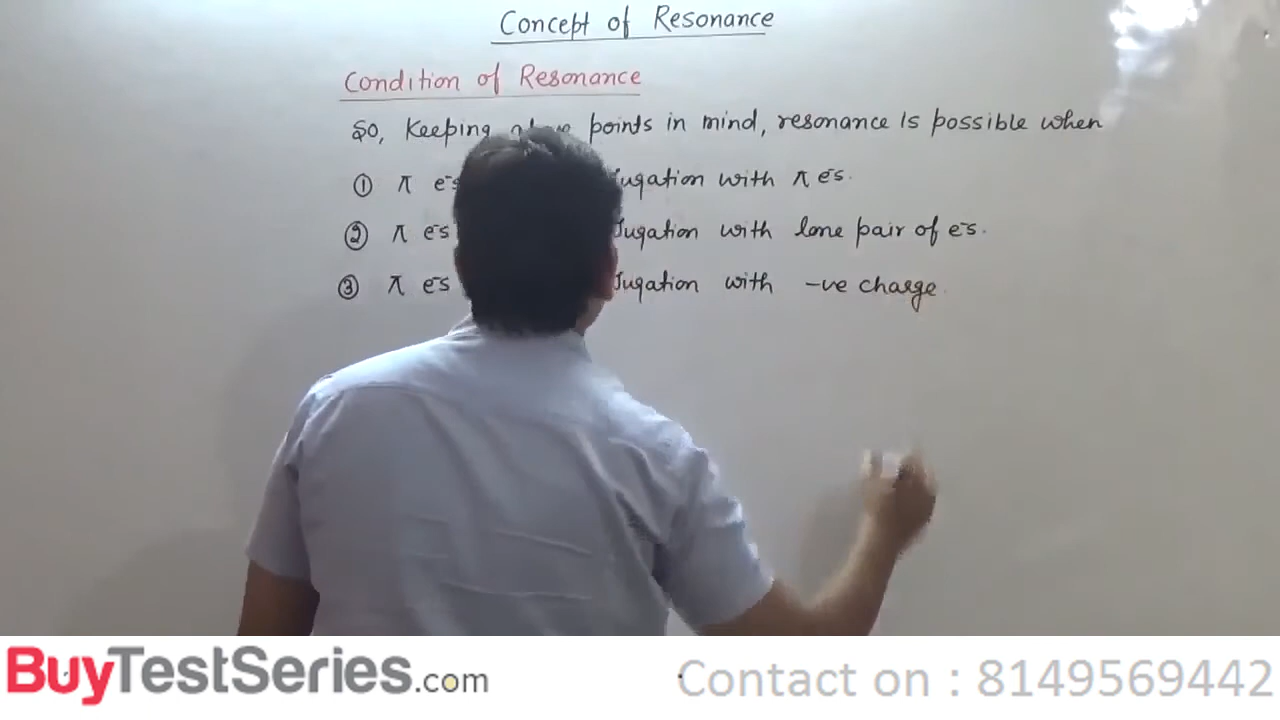 Concept of Resonance
Condition of Resonance
So, Keeping points in mind, resonance is possible when
① π e⁻s with π e⁻s.
② π e⁻s with lone pair of e⁻s.
③ π e⁻s with -ve charge
BuyTestSeries.com
Contact on : 8149569442